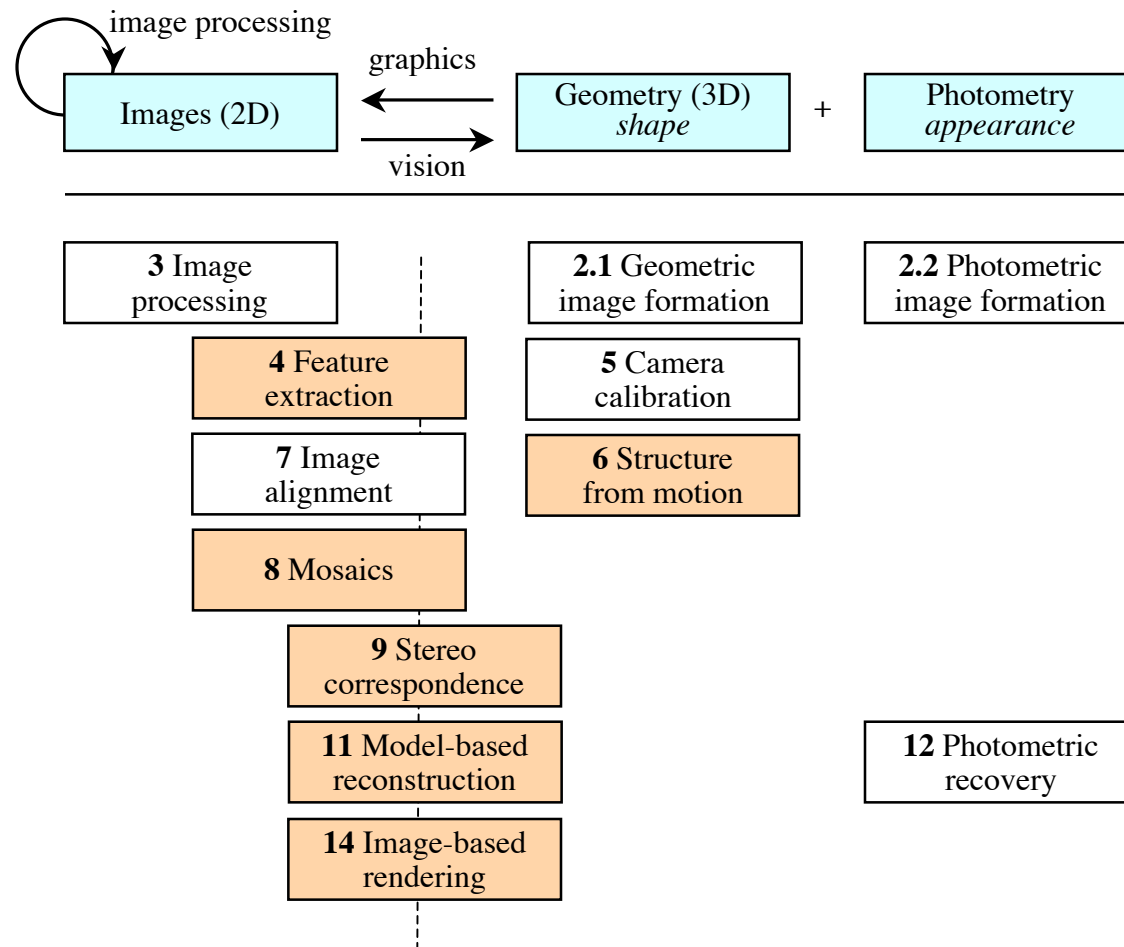 image processing
graphics
Images (2D)
Geometry (3D)
shape
+
Photometry
appearance
vision
3 Image
processing
2.1 Geometric
image formation
2.2 Photometric
image formation
4 Feature
extraction
5 Camera
calibration
7 Image
alignment
6 Structure
from motion
8 Mosaics
9 Stereo
correspondence
11 Model-based
reconstruction
12 Photometric
recovery
14 Image-based
rendering